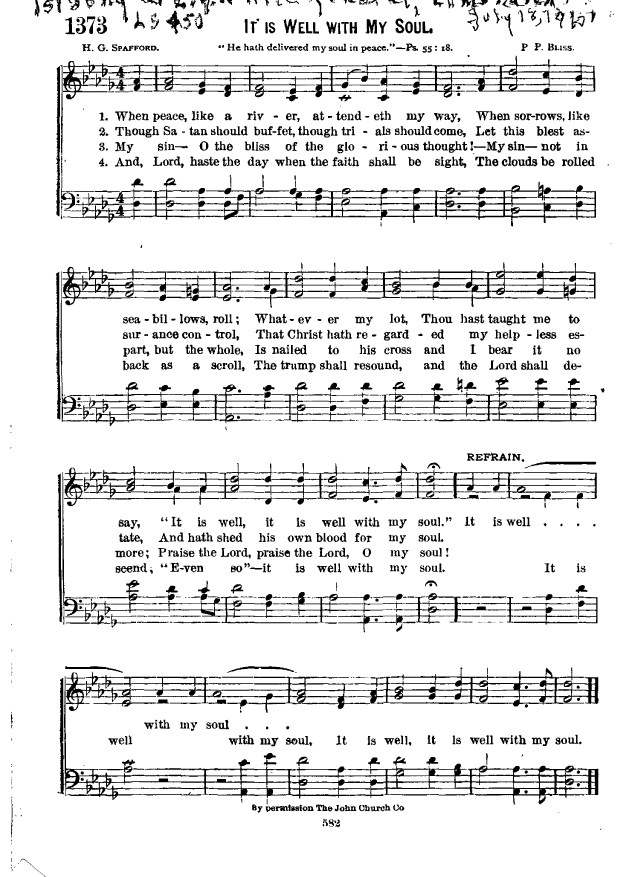 1373 LS 450 IT IS WELL WITH MY SOUL. July 18, 19
H. G. SPAFFORD. "He hath delivered my soul in peace."—Ps. 55 : 18. P P. BLISS.
1. When peace, like a riv - er, at - tend - eth my way, When sor-rows, like
2. Though Sa - tan should buf-fet, though tri - als should come, Let this blest as-
3. My sin— O the bliss of the glo - ri - ous thought!—My sin— not in
4. And, Lord, haste the day when the faith shall be sight, The clouds be rolled
sea - bil - lows, roll; What - ev - er my lot, Thou hast taught me to
sur - ance con - trol, That Christ hath re - gard - ed my help - less es-
part, but the whole, Is nailed to his cross and I bear it no
back as a scroll, The trump shall resound, and the Lord shall de-
REFRAIN.
say, "It is well, it is well with my soul." It is well . . . .
tate, And hath shed his own blood for my soul.
more; Praise the Lord, praise the Lord, O my soul!
scend, "E-ven so"—it is well with my soul. It is
with my soul . . .
well with my soul, It is well, it is well with my soul.
By permission The John Church Co
582